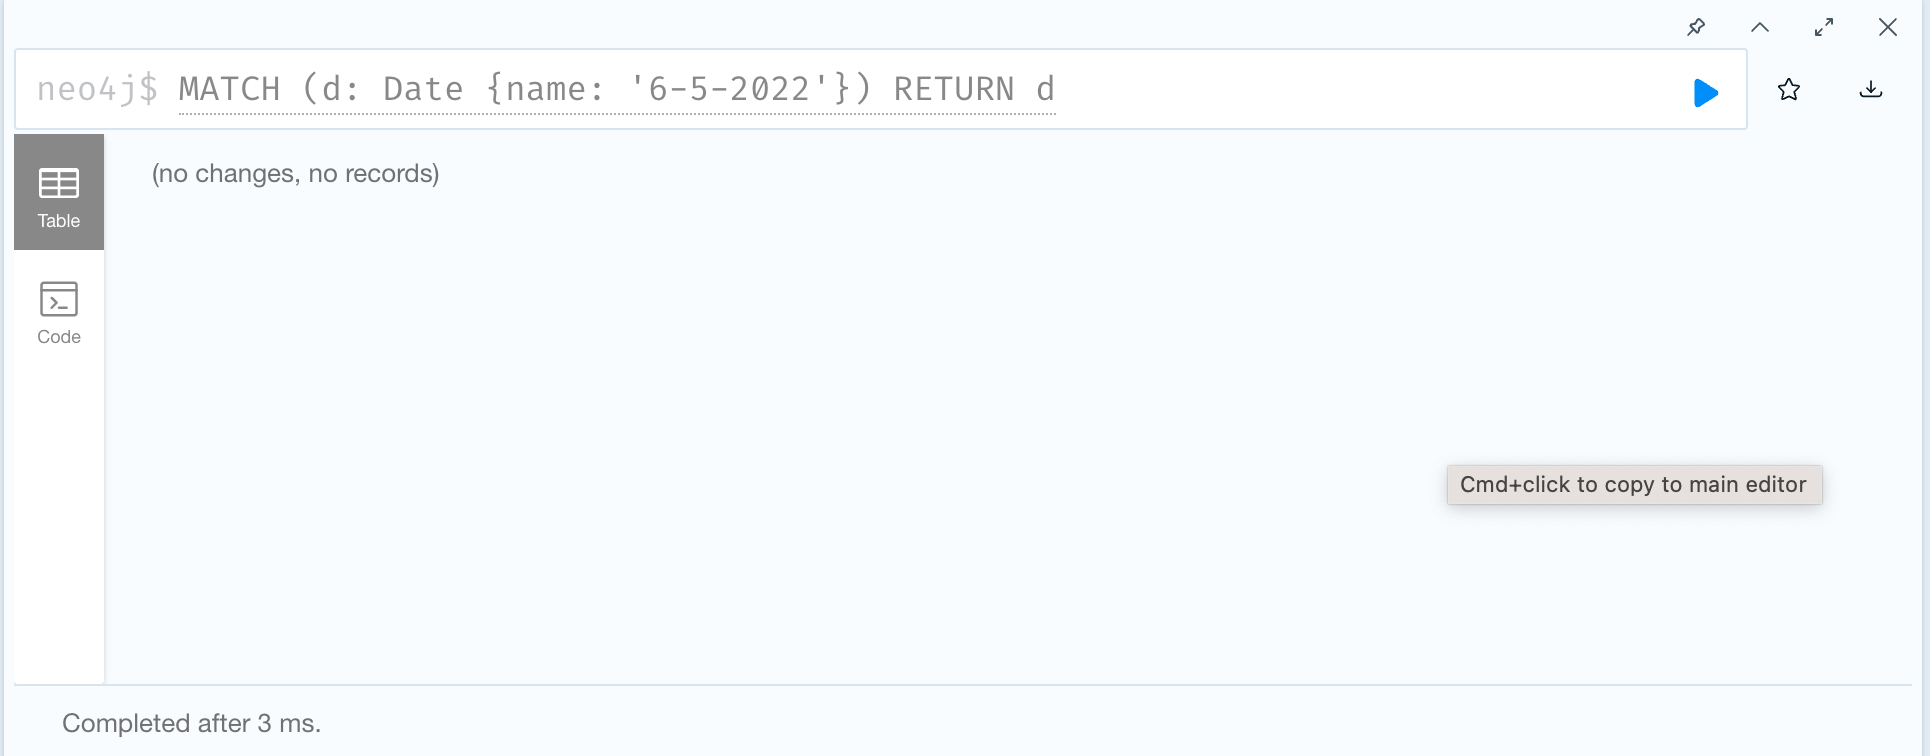 neo4j$ MATCH (d: Date {name: '6-5-2022'}) RETURN d
(no changes, no records)
Table
Code
Cmd+click to copy to main editor
Completed after 3 ms.